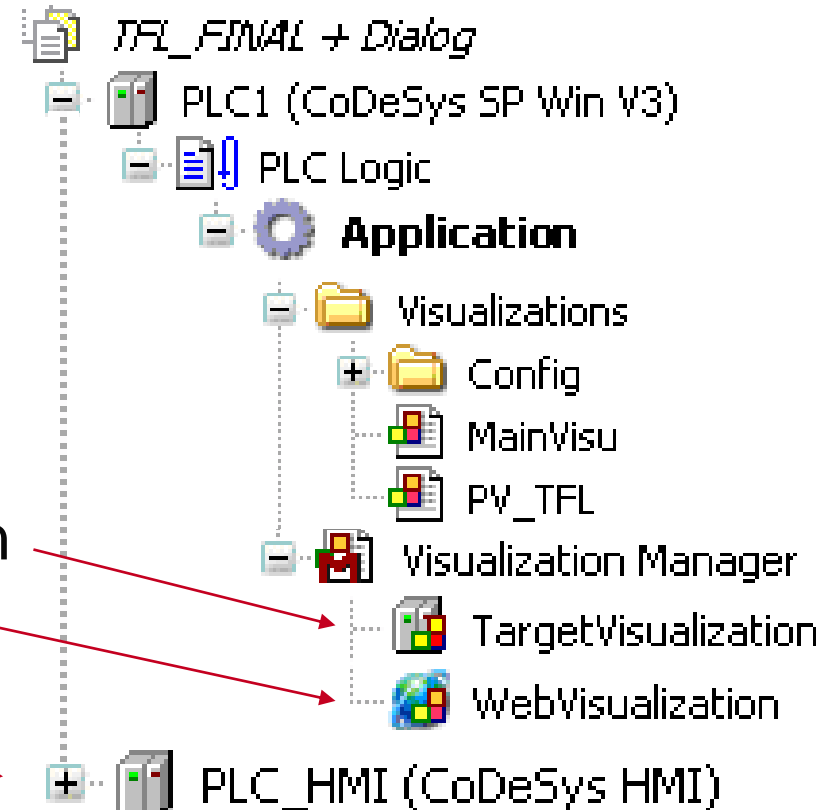 TFL_FINAL + Dialog
PLC1 (CoDeSys SP Win V3)
PLC Logic
Application
Visualizations
Config
MainVisu
PV_TFL
n
Visualization Manager
TargetVisualization
WebVisualization
PLC_HMI (CoDeSys HMI)